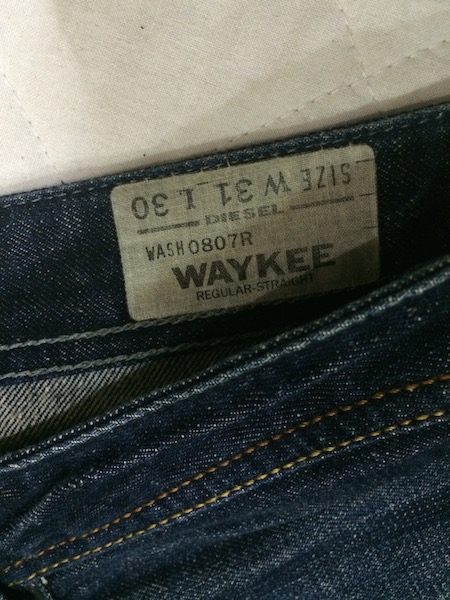 SIZE W 31 L 30
DIESEL
WASH 0807R
WAYKEE
REGULAR-STRAIGHT